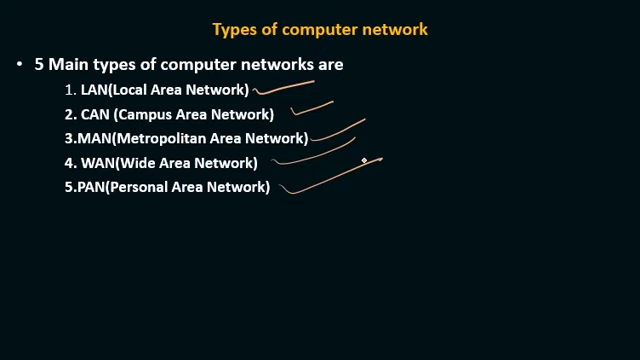 Types of computer network
• 5 Main types of computer networks are
1. LAN(Local Area Network)
2. CAN (Campus Area Network)
3.MAN(Metropolitan Area Network)
4. WAN(Wide Area Network)
5.PAN(Personal Area Network)